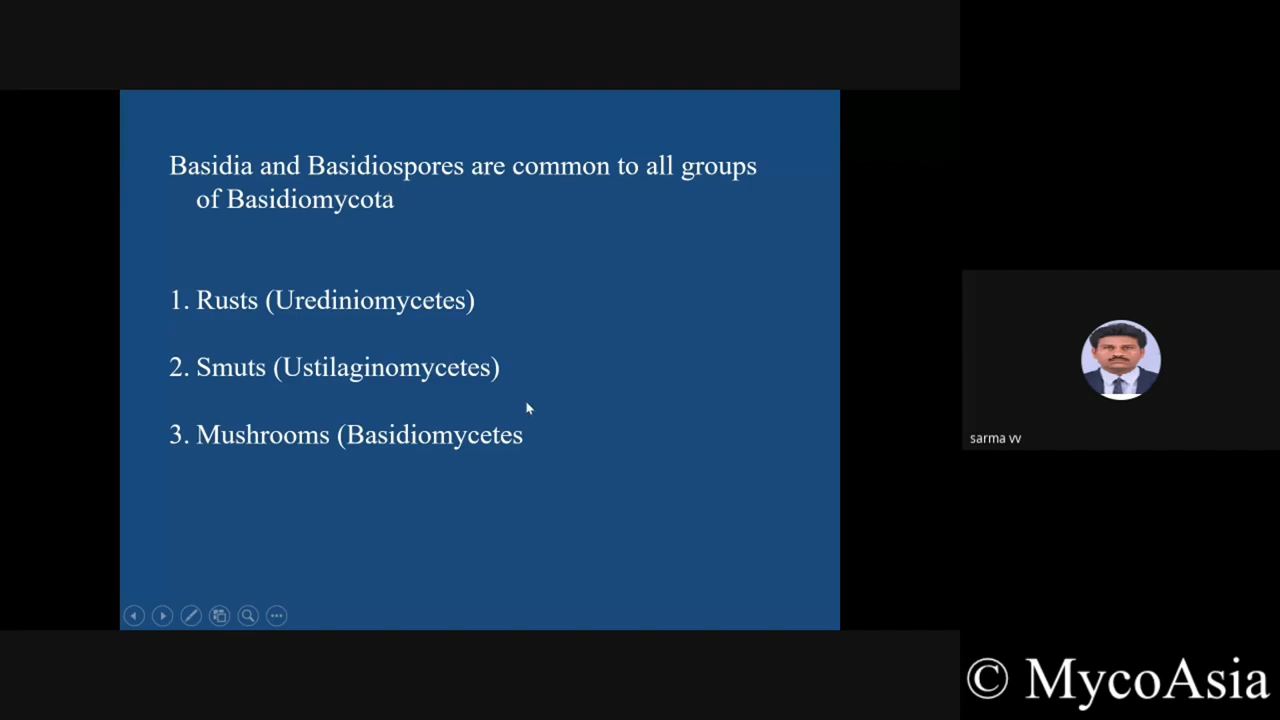 Basidia and Basidiospores are common to all groups
of Basidiomycota
1. Rusts (Urediniomycetes)
2. Smuts (Ustilaginomycetes)
3. Mushrooms (Basidiomycetes
sarma vv
© MycoAsia